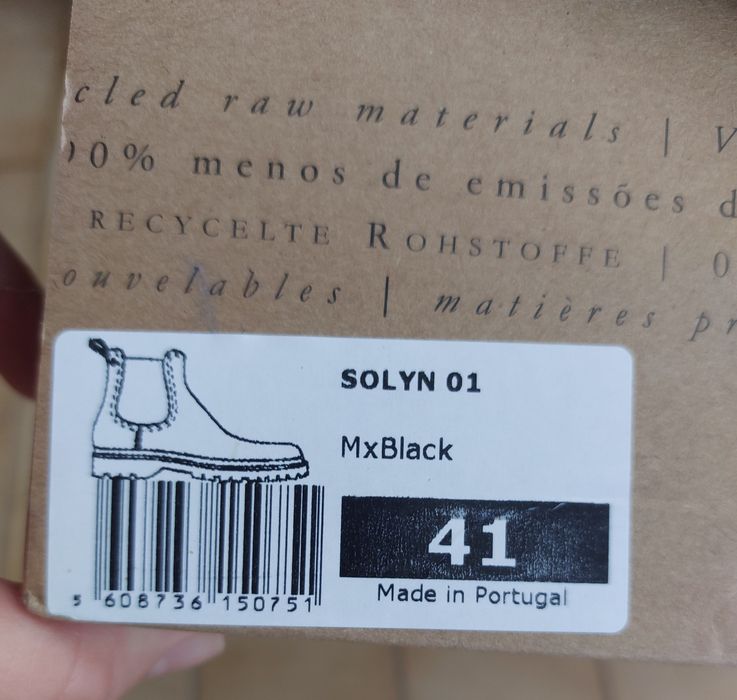 cled raw materials | V
00% menos de emissões d
RECYCELTE ROHSTOFFE | 0
ouvelables | matières pr
SOLYN 01
MxBlack
41
Made in Portugal
5 608736 150751